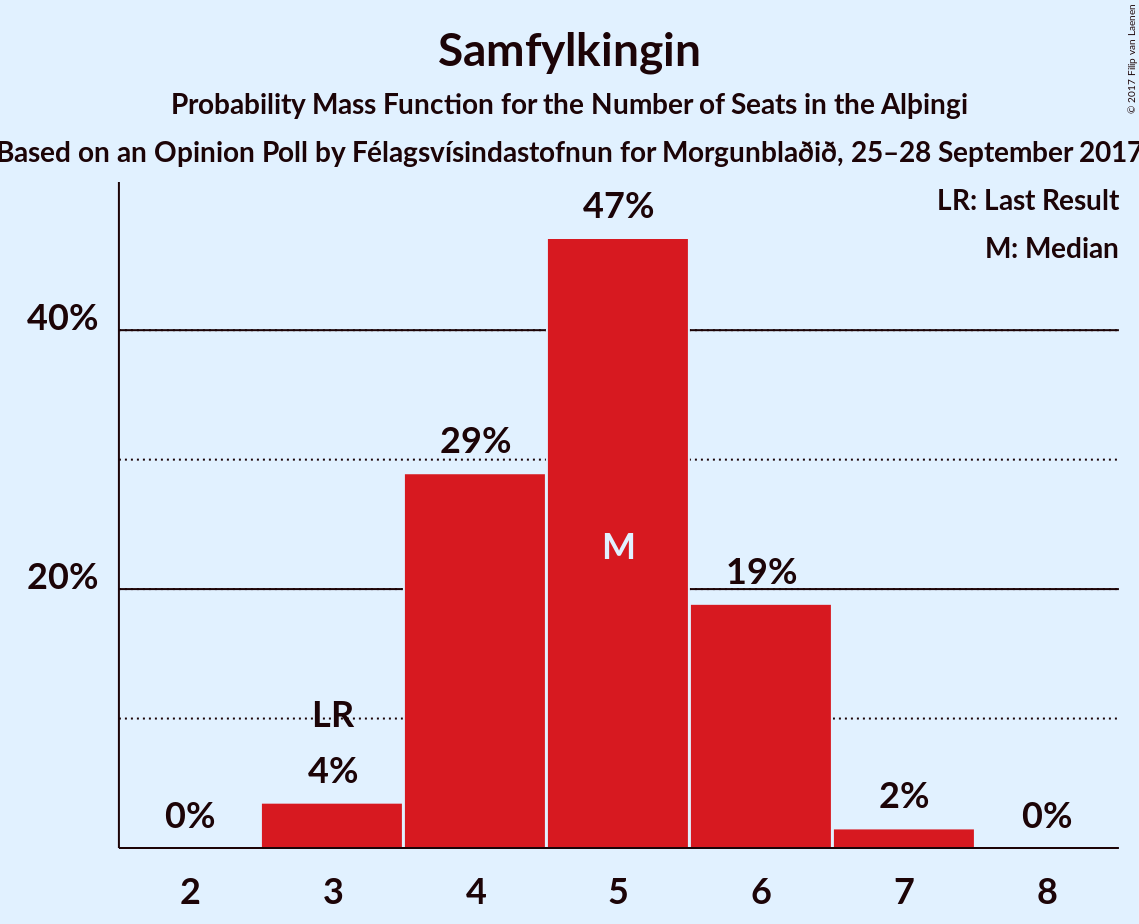 Samfylkingin
Probability Mass Function for the Number of Seats in the Alþingi
Based on an Opinion Poll by Félagsvísindastofnun for Morgunblaðið, 25–28 September 2017
© 2017 Filip van Laenen
LR: Last Result
M: Median
47%
40%
29%
M
20%
19%
LR
4%
2%
0%
0%
2 3 4 5 6 7 8